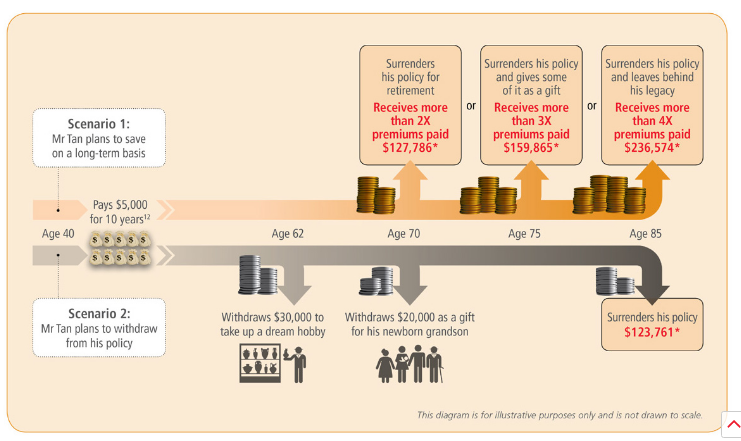 Surrenders
his policy for
retirement
Receives more
than 2X
premiums paid
$127,786*
or
Surrenders his policy
and gives some
of it as a gift
Receives more
than 3X
premiums paid
$159,865*
or
Surrenders his policy
and leaves behind
his legacy
Receives more
than 4X
premiums paid
$236,574*
Scenario 1:
Mr Tan plans to save
on a long-term basis
Pays $5,000
for 10 years¹²
Age 40
Age 62
Age 70
Age 75
Age 85
$ $ $ $ $
$ $ $ $ $
Scenario 2:
Mr Tan plans to withdraw
from his policy
Withdraws $30,000 to
take up a dream hobby
Withdraws $20,000 as a gift
for his newborn grandson
Surrenders his policy
$123,761*
This diagram is for illustrative purposes only and is not drawn to scale.